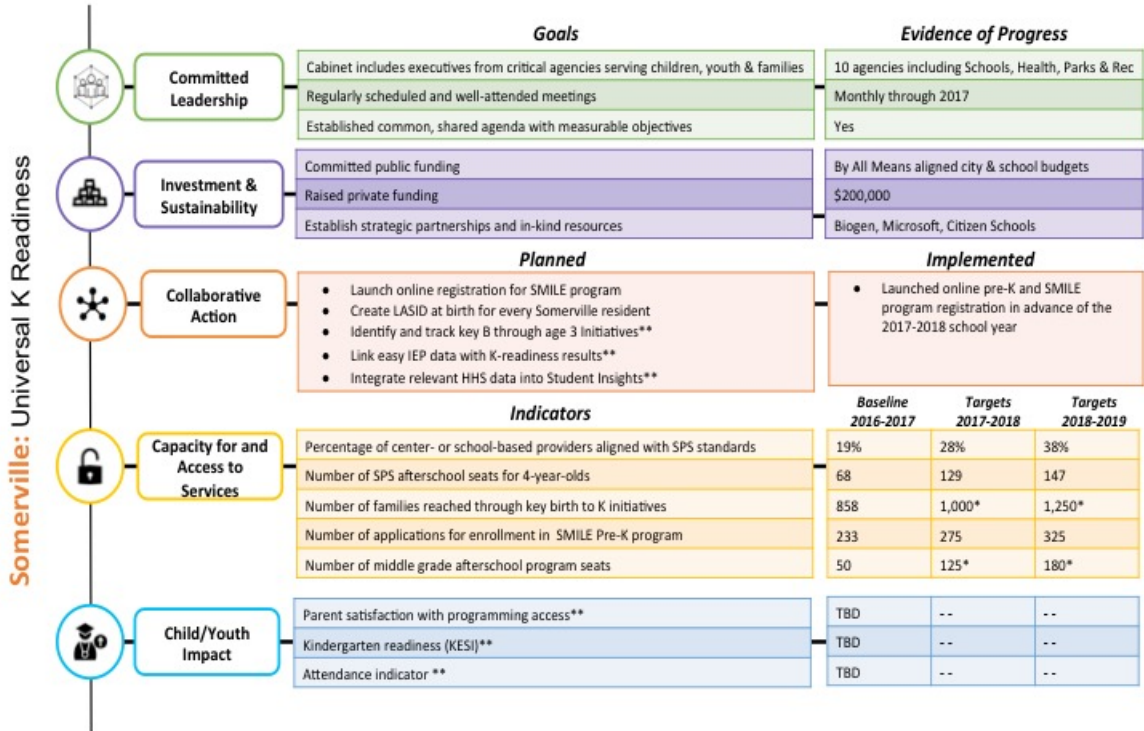 Somerville: Universal K Readiness
Goals
Evidence of Progress
Committed
Leadership
Cabinet includes executives from critical agencies serving children, youth & families
10 agencies including Schools, Health, Parks & Rec
Regularly scheduled and well-attended meetings
Monthly through 2017
Established common, shared agenda with measurable objectives
Yes
Investment &
Sustainability
Committed public funding
By All Means aligned city & school budgets
Raised private funding
$200,000
Establish strategic partnerships and in-kind resources
Biogen, Microsoft, Citizen Schools
Planned
Implemented
Collaborative
Action
● Launch online registration for SMILE program
● Create LASID at birth for every Somerville resident
● Identify and track key B through age 3 Initiatives**
● Link easy IEP data with K-readiness results**
● Integrate relevant HHS data into Student Insights**
● Launched online pre-K and SMILE
program registration in advance of the
2017-2018 school year
Indicators
Baseline
2016-2017
Targets
2017-2018
Targets
2018-2019
Capacity for and
Access to
Services
Percentage of center- or school-based providers aligned with SPS standards
19% 28% 38%
Number of SPS afterschool seats for 4-year-olds
68 129 147
Number of families reached through key birth to K initiatives
858 1,000* 1,250*
Number of applications for enrollment in SMILE Pre-K program
233 275 325
Number of middle grade afterschool program seats
50 125* 180*
Child/Youth
Impact
Parent satisfaction with programming access**
TBD - - - -
Kindergarten readiness (KESI)**
TBD - - - -
Attendance indicator **
TBD - - - -